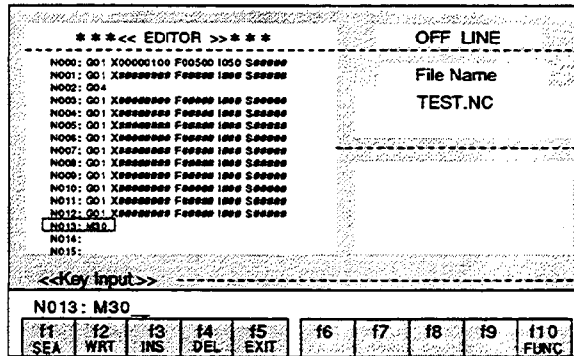 ***<< EDITOR >>***
OFF LINE
N000: G01 X00000100 F00500 I050 S#####
N001: G01 X######## F##### I### S#####
N002: G04
N003: G01 X######## F##### I### S#####
N004: G01 X######## F##### I### S#####
N005: G01 X######## F##### I### S#####
N006: G01 X######## F##### I### S#####
N007: G01 X######## F##### I### S#####
N008: G01 X######## F##### I### S#####
N009: G01 X######## F##### I### S#####
N010: G01 X######## F##### I### S#####
N011: G01 X######## F##### I### S#####
N012: G01 X######## F##### I### S#####
N013: M30
N014:
N015:
File Name
TEST.NC
<<Key Input>>
N013: M30_
f1 f2 f3 f4 f5 f6 f7 f8 f9 f10
SEA WRT INS DEL EXIT FUNC